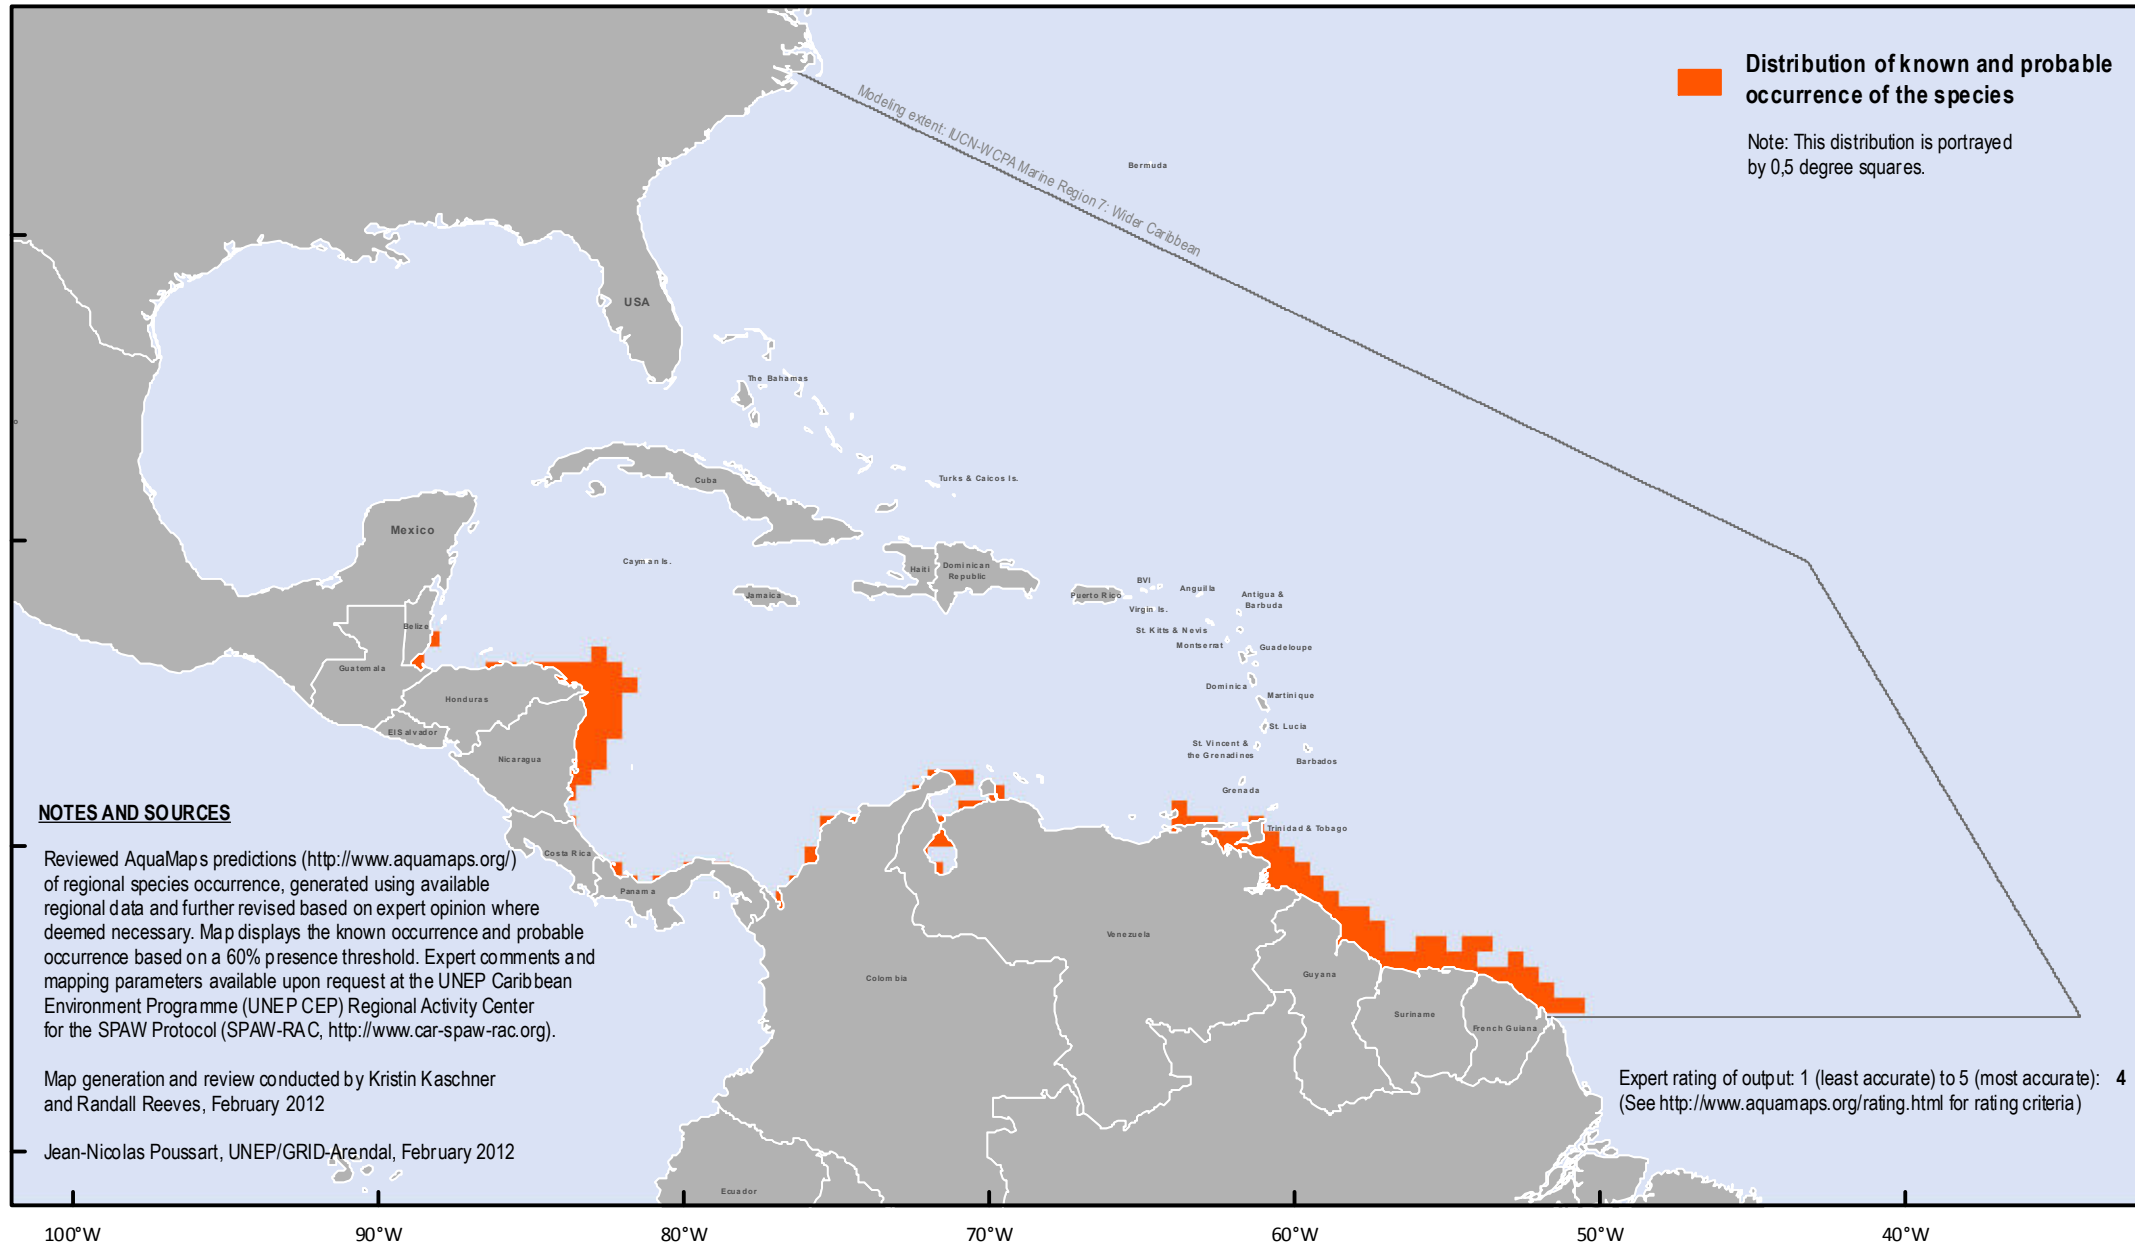 Distribution of known and probable
occurrence of the species
Note: This distribution is portrayed
by 0,5 degree squares.
Modeling extent: IUCN-WCPA Marine Region 7: Wider Caribbean
Bermuda
USA
The Bahamas
Turks & Caicos Is.
Cuba
Mexico
Cayman Is.
Haiti
Dominican
Republic
Jamaica
Puerto Rico
BVI
Virgin Is.
Anguilla
Antigua &
Barbuda
St. Kitts & Nevis
Montserrat
Guadeloupe
Dominica
Martinique
St. Lucia
St. Vincent &
the Grenadines
Barbados
Grenada
Trinidad & Tobago
Belize
Guatemala
Honduras
El Salvador
Nicaragua
Costa Rica
Panama
Venezuela
Colombia
Guyana
Suriname
French Guiana
Ecuador
NOTES AND SOURCES
Reviewed AquaMaps predictions (http://www.aquamaps.org/)
of regional species occurrence, generated using available
regional data and further revised based on expert opinion where
deemed necessary. Map displays the known occurrence and probable
occurrence based on a 60% presence threshold. Expert comments and
mapping parameters available upon request at the UNEP Caribbean
Environment Programme (UNEP CEP) Regional Activity Center
for the SPAW Protocol (SPAW-RAC, http://www.car-spaw-rac.org).
Map generation and review conducted by Kristin Kaschner
and Randall Reeves, February 2012
Jean-Nicolas Poussart, UNEP/GRID-Arendal, February 2012
Expert rating of output: 1 (least accurate) to 5 (most accurate): 4
(See http://www.aquamaps.org/rating.html for rating criteria)
100°W 90°W 80°W 70°W 60°W 50°W 40°W